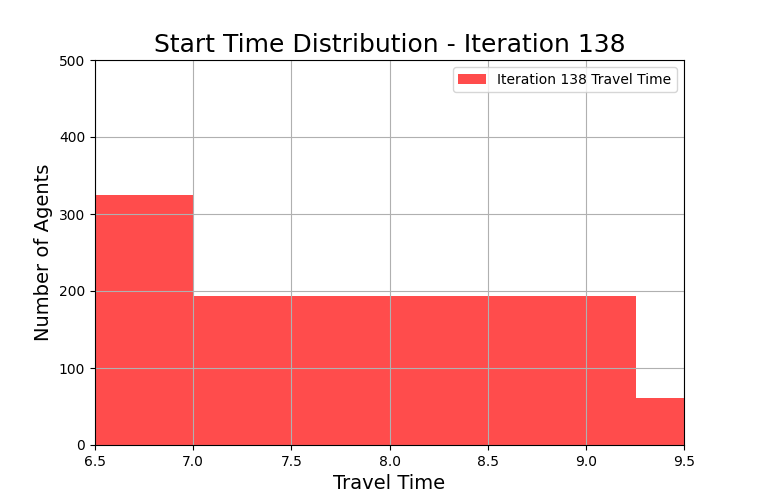 Start Time Distribution - Iteration 138
Iteration 138 Travel Time
Number of Agents
500
400
300
200
100
0
6.5 7.0 7.5 8.0 8.5 9.0 9.5
Travel Time